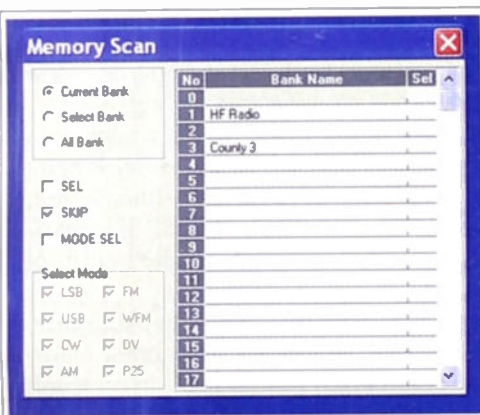 Memory Scan
Current Bank
Select Bank
All Bank
SEL
SKIP
MODE SEL
Select Mode
LSB FM
USB WFM
CW DV
AM P25
No Bank Name Sel
0
1 HF Radio
2
3 County 3
4
5
6
7
8
9
10
11
12
13
14
15
16
17